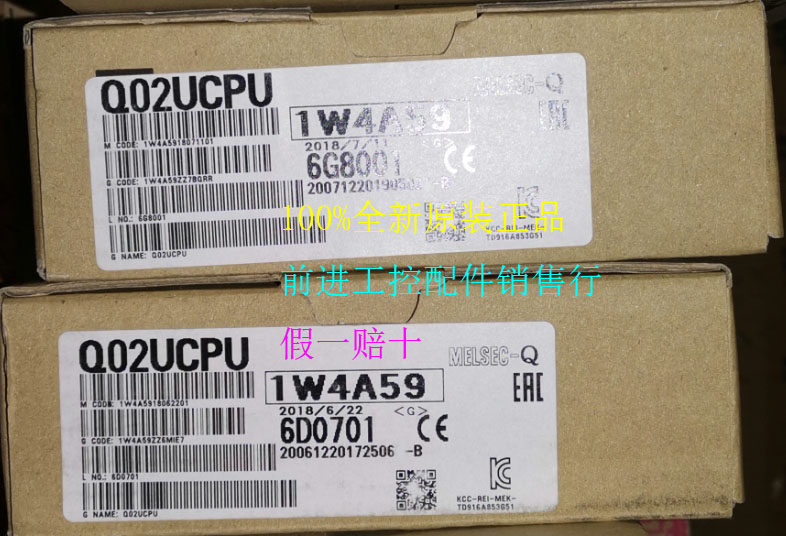 Q02UCPU
MELSEC-Q
1W4A59
EAC
M CODE: 1W4A5918071101
2018/7/11
G CODE: 1W4A59ZZ7BGRR
6G8001
CE
L NO.: 6G8001
KCC-REI-MEK-
TD916A853G51
G NAME: Q02UCPU
100%全新原装正品
前进工控配件销售行
假一赔十
Q02UCPU
MELSEC-Q
1W4A59
EAC
M CODE: 1W4A5918062201
2018/6/22 <G>
G CODE: 1W4A59ZZ6MIE7
6D0701 CE
20061220172506 -B
L NO.: 6D0701
KCC-REI-MEK-
TD916A853G51
G NAME: Q02UCPU